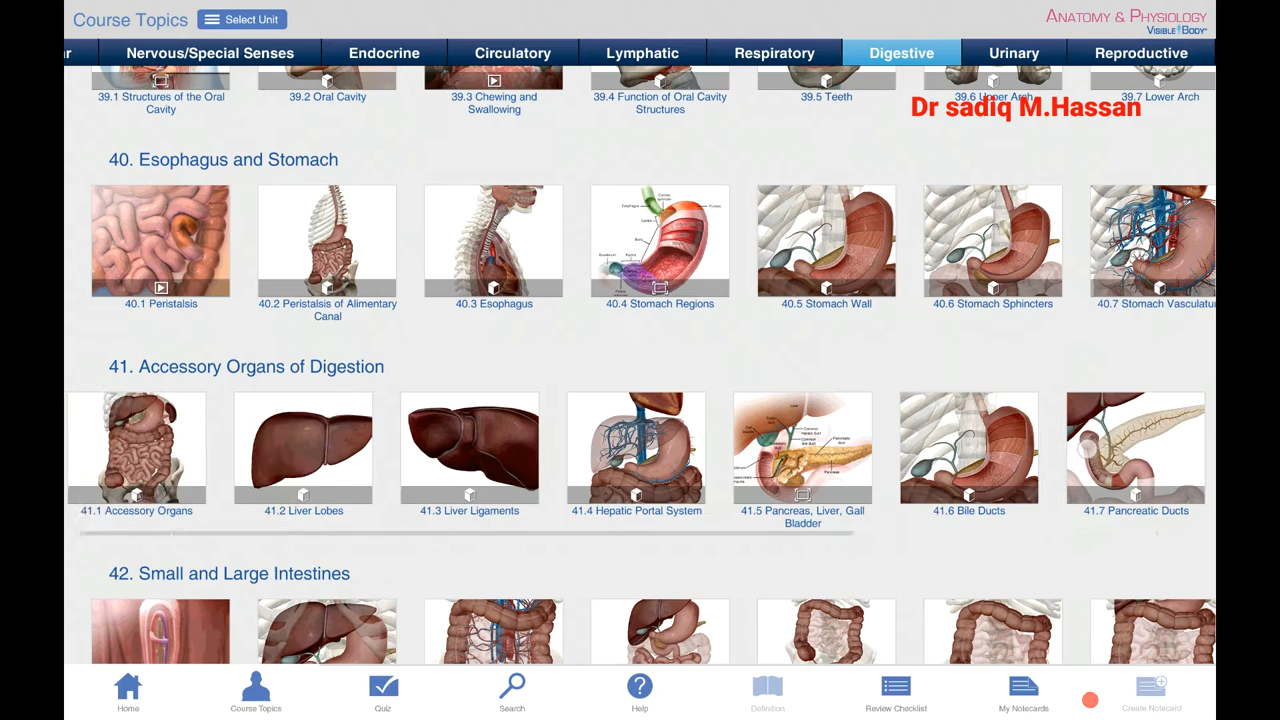 Course Topics
Select Unit
ANATOMY & PHYSIOLOGY
VISIBLE BODY®
Nervous/Special Senses
Endocrine
Circulatory
Lymphatic
Respiratory
Digestive
Urinary
Reproductive
39.1 Structures of the Oral
Cavity
39.2 Oral Cavity
39.3 Chewing and
Swallowing
39.4 Function of Oral Cavity
Structures
39.5 Teeth
39.6 Upper Arch
39.7 Lower Arch
Dr sadiq M.Hassan
40. Esophagus and Stomach
40.1 Peristalsis
40.2 Peristalsis of Alimentary
Canal
40.3 Esophagus
40.4 Stomach Regions
40.5 Stomach Wall
40.6 Stomach Sphincters
40.7 Stomach Vasculatur
41. Accessory Organs of Digestion
41.1 Accessory Organs
41.2 Liver Lobes
41.3 Liver Ligaments
41.4 Hepatic Portal System
41.5 Pancreas, Liver, Gall
Bladder
41.6 Bile Ducts
41.7 Pancreatic Ducts
42. Small and Large Intestines
Home
Course Topics
Quiz
Search
Help
Definition
Review Checklist
My Notecards
Create Notecard